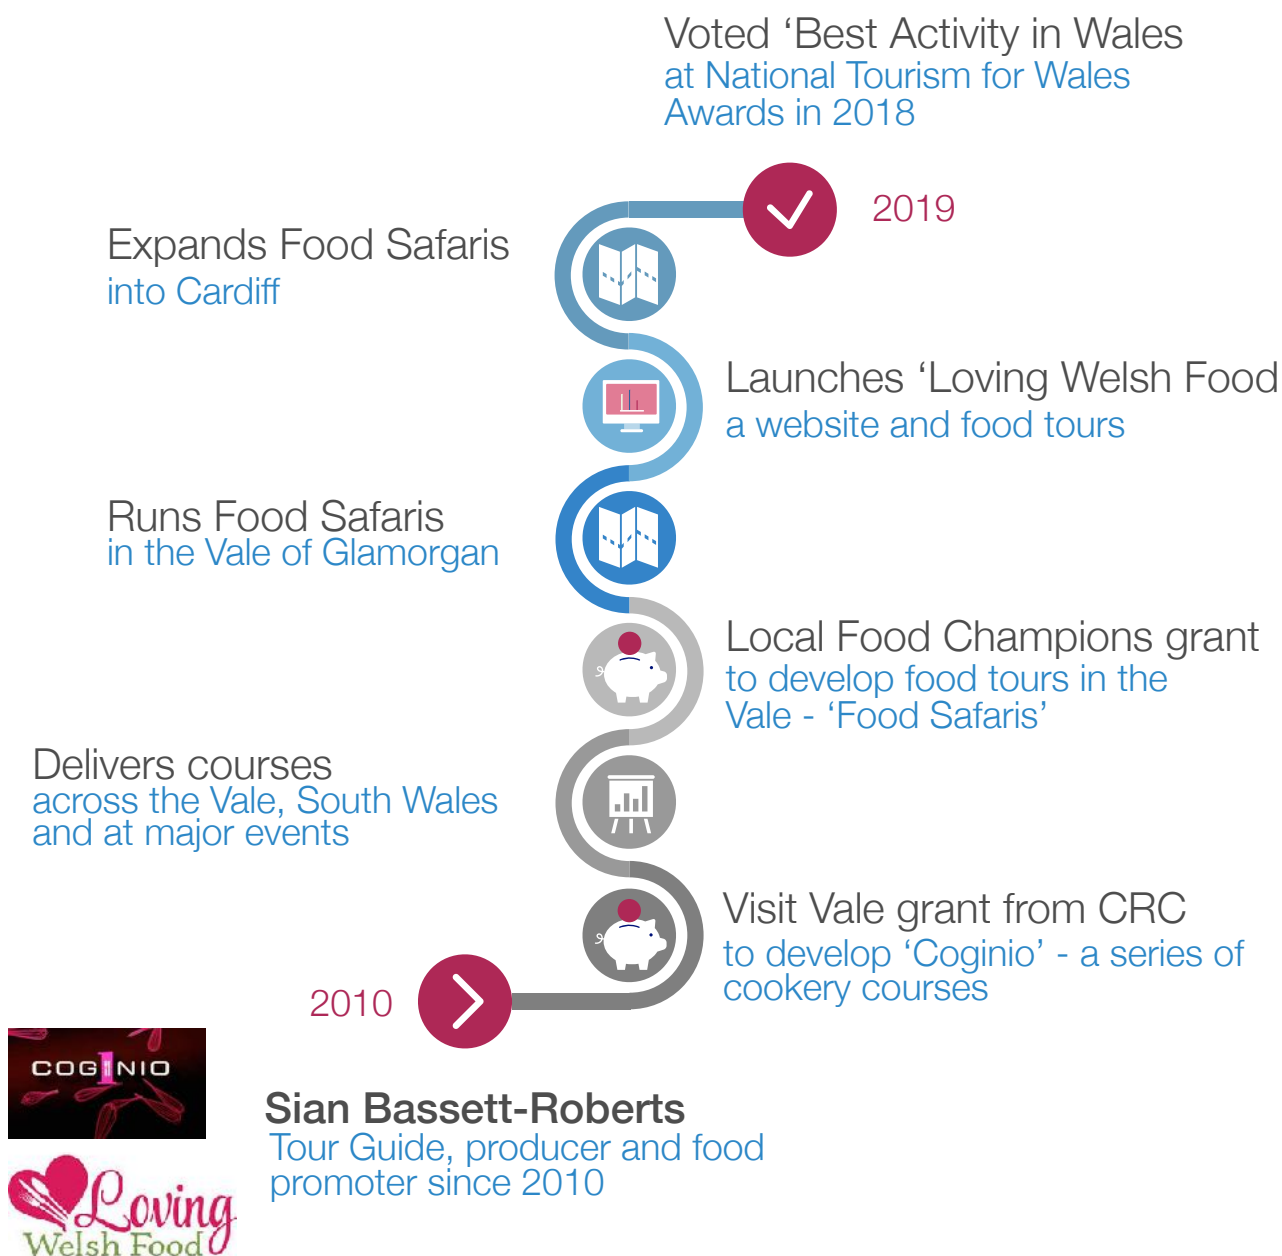 Voted ‘Best Activity in Wales
at National Tourism for Wales
Awards in 2018
2019
Expands Food Safaris
into Cardiff
Launches ‘Loving Welsh Food
a website and food tours
Runs Food Safaris
in the Vale of Glamorgan
Local Food Champions grant
to develop food tours in the
Vale - ‘Food Safaris’
Delivers courses
across the Vale, South Wales
and at major events
Visit Vale grant from CRC
to develop ‘Coginio’ - a series of
cookery courses
2010
COGINIO
Sian Bassett-Roberts
Tour Guide, producer and food
promoter since 2010
Loving
Welsh Food